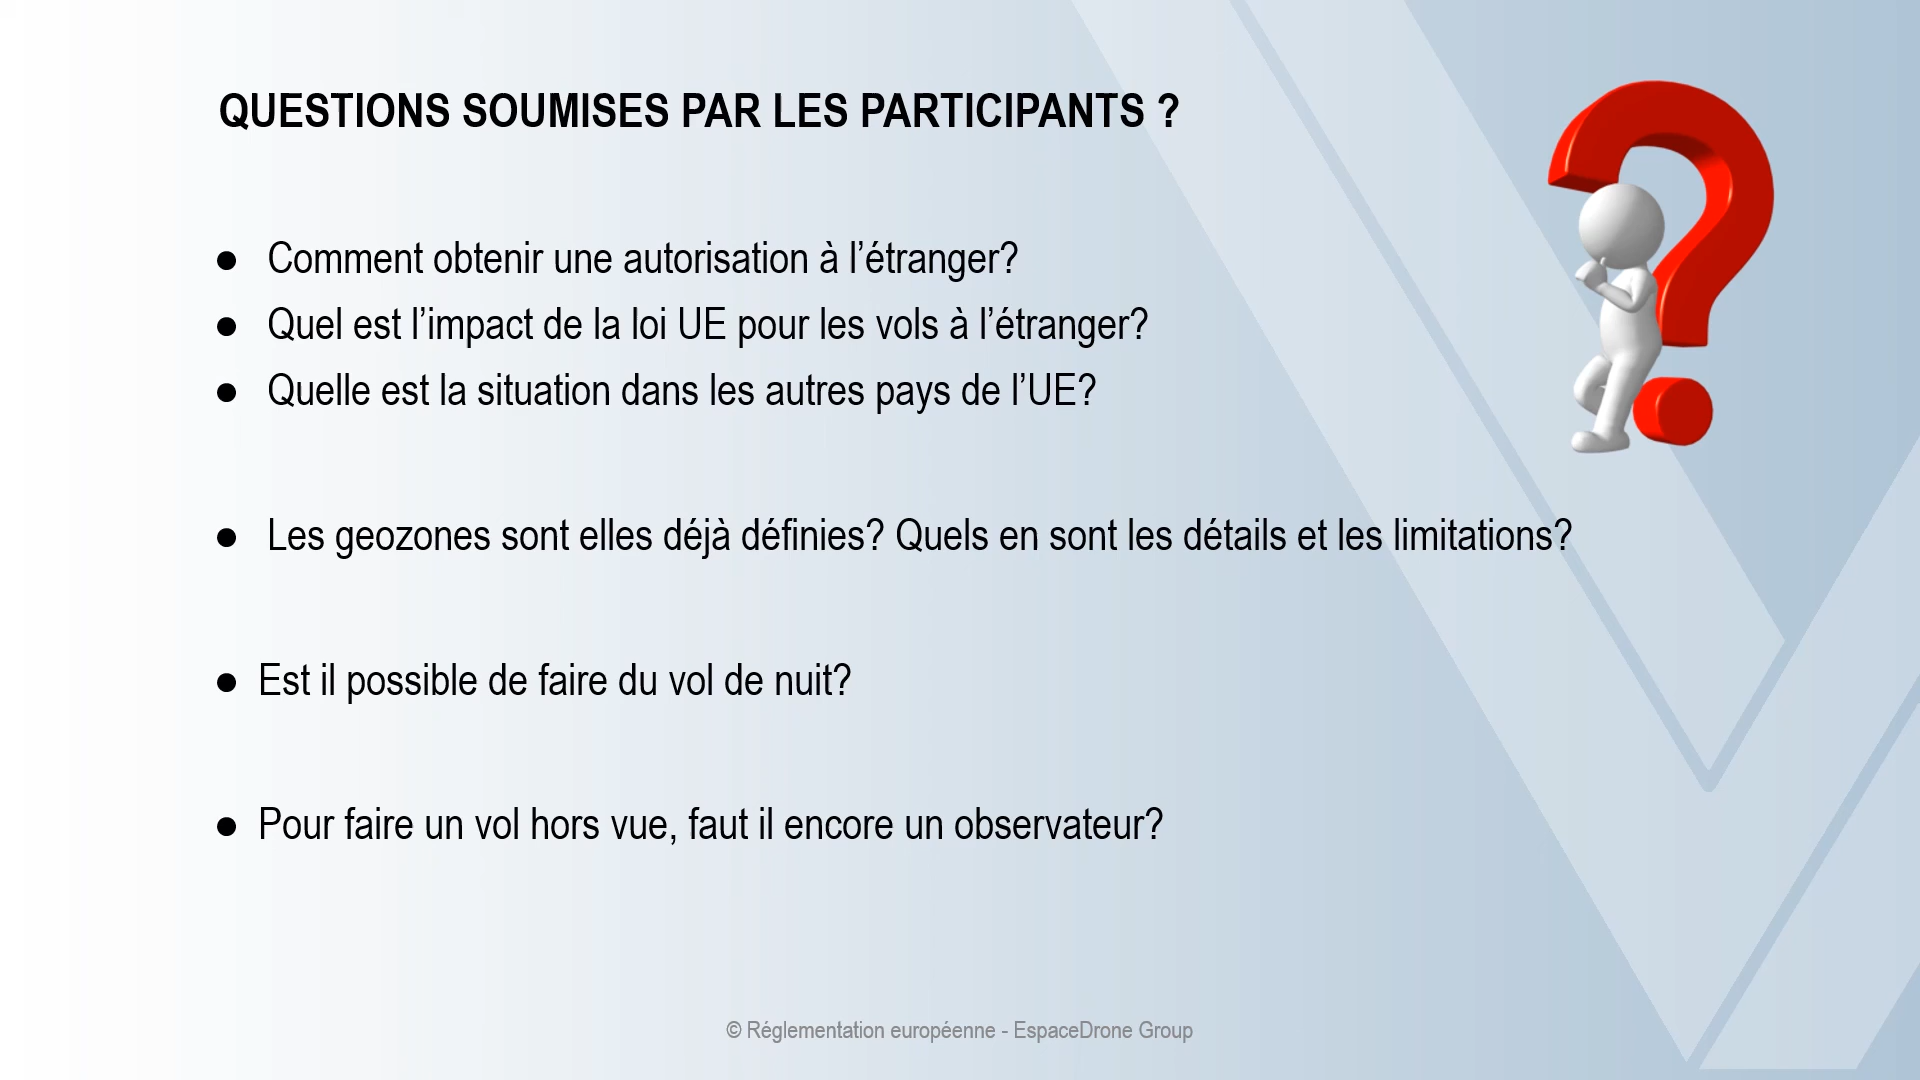 QUESTIONS SOUMISES PAR LES PARTICIPANTS ?
● Comment obtenir une autorisation à l’étranger?
● Quel est l’impact de la loi UE pour les vols à l’étranger?
● Quelle est la situation dans les autres pays de l’UE?
● Les geozones sont elles déjà définies? Quels en sont les détails et les limitations?
● Est il possible de faire du vol de nuit?
● Pour faire un vol hors vue, faut il encore un observateur?
© Réglementation européenne - EspaceDrone Group